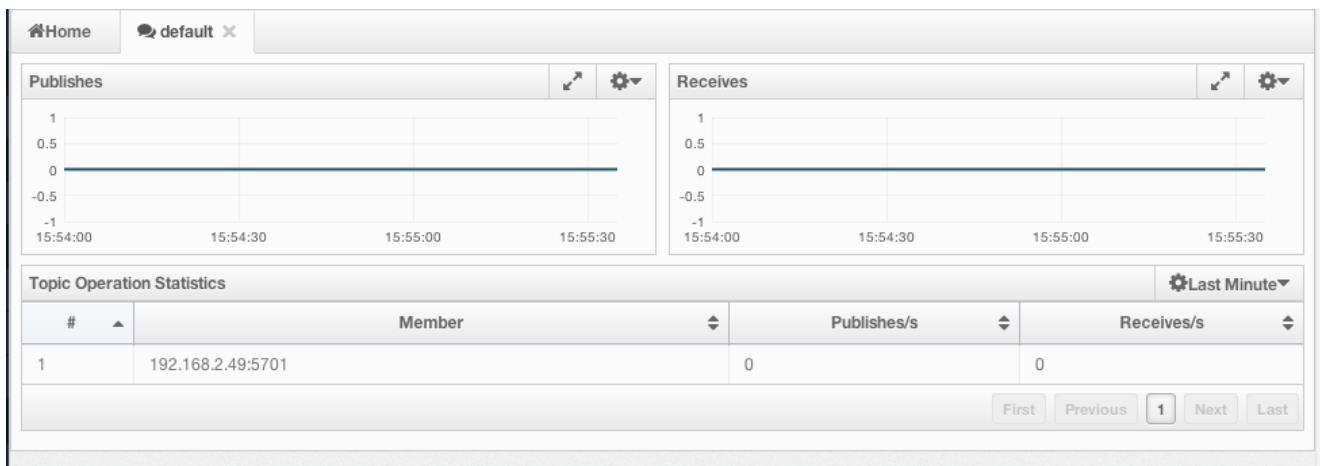 Home default
Publishes
1
0.5
0
-0.5
-1
15:54:00 15:54:30 15:55:00 15:55:30
Receives
1
0.5
0
-0.5
-1
15:54:00 15:54:30 15:55:00 15:55:30
Topic Operation Statistics Last Minute
# Member Publishes/s Receives/s
1 192.168.2.49:5701 0 0
First Previous 1 Next Last